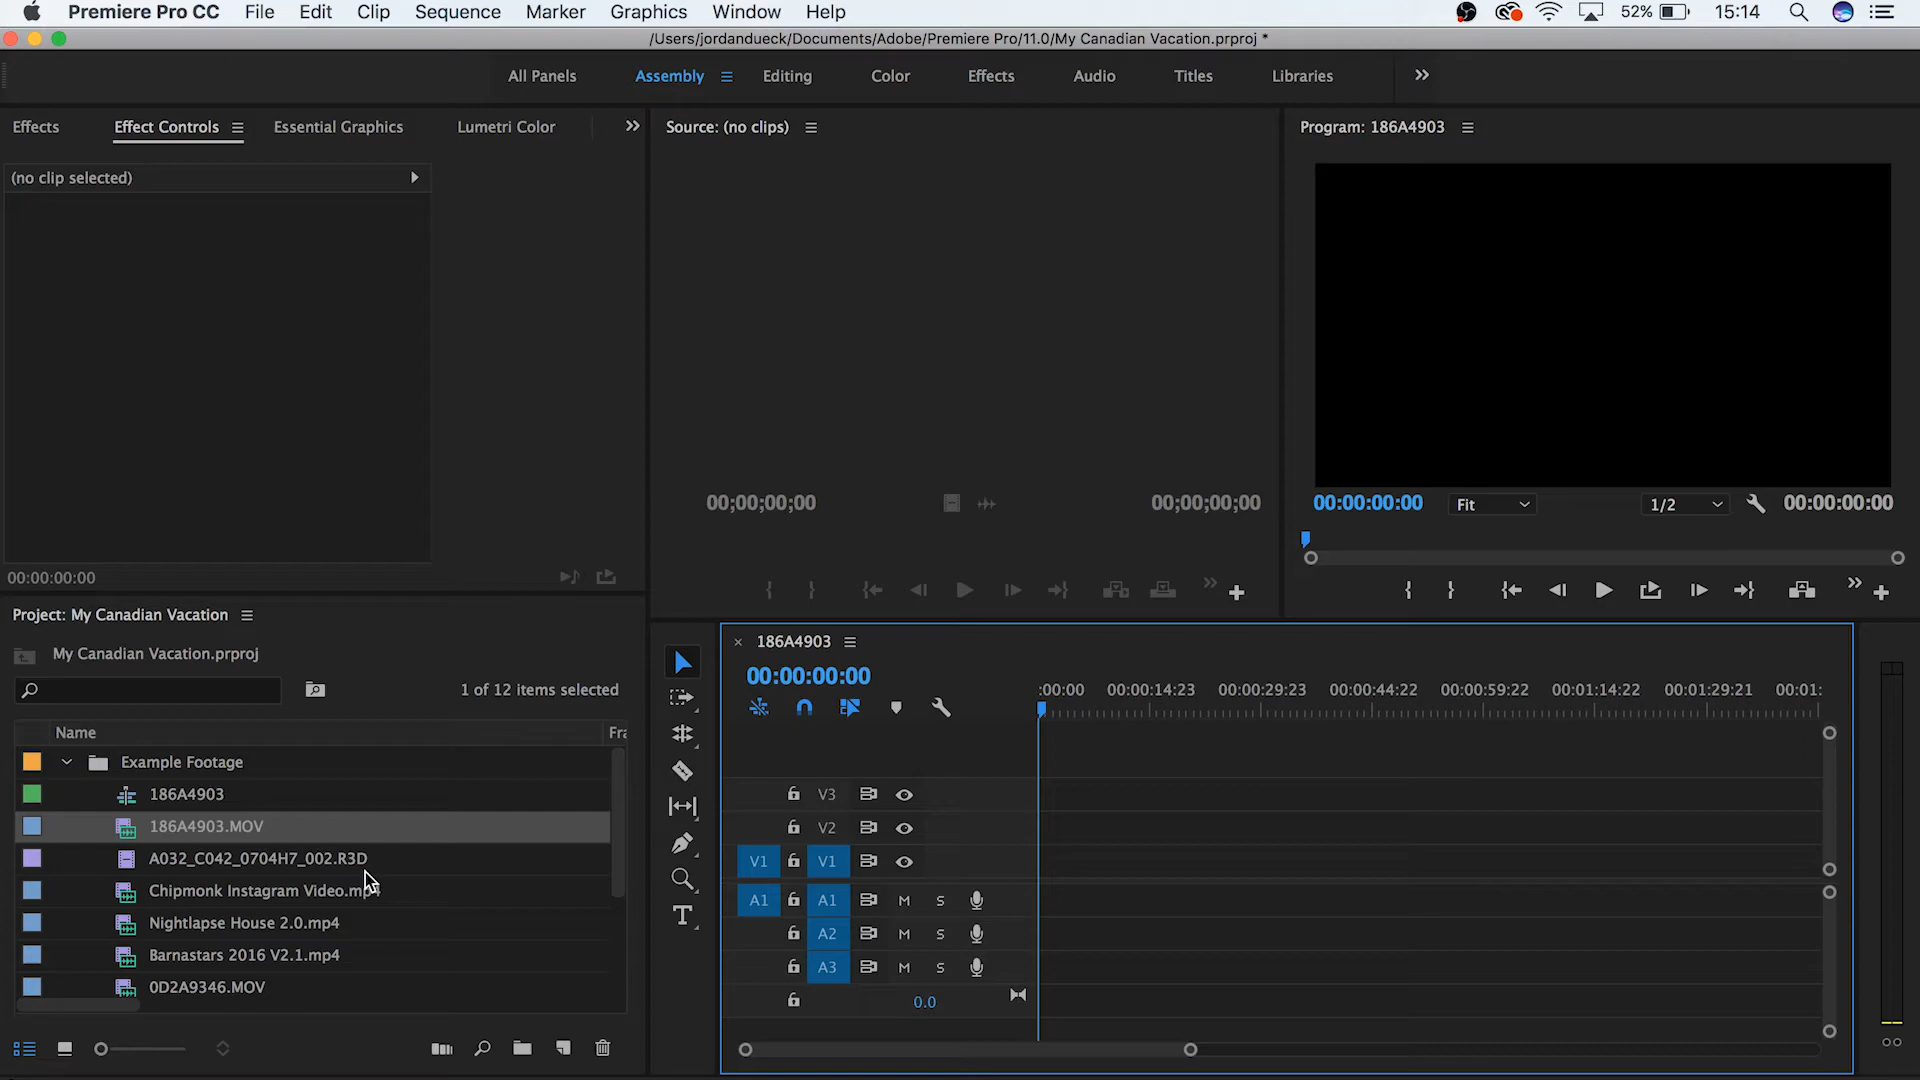 Premiere Pro CC File Edit Clip Sequence Marker Graphics Window Help 52% 15:14
/Users/jordandueck/Documents/Adobe/Premiere Pro/11.0/My Canadian Vacation.prproj *
All Panels Assembly Editing Color Effects Audio Titles Libraries
Effects Effect Controls Essential Graphics Lumetri Color
(no clip selected)
00:00:00:00
Source: (no clips)
00;00;00;00 00;00;00;00
Program: 186A4903
00:00:00:00 Fit 1/2 00:00:00:00
Project: My Canadian Vacation
My Canadian Vacation.prproj
1 of 12 items selected
Name Fra
Example Footage
186A4903
186A4903.MOV
A032_C042_0704H7_002.R3D
Chipmonk Instagram Video.mp4
Nightlapse House 2.0.mp4
Barnastars 2016 V2.1.mp4
0D2A9346.MOV
186A4903
00:00:00:00
:00:00 00:00:14:23 00:00:29:23 00:00:44:22 00:00:59:22 00:01:14:22 00:01:29:21 00:01:
V3
V2
V1 V1
A1 A1 M S
A2 M S
A3 M S
0.0